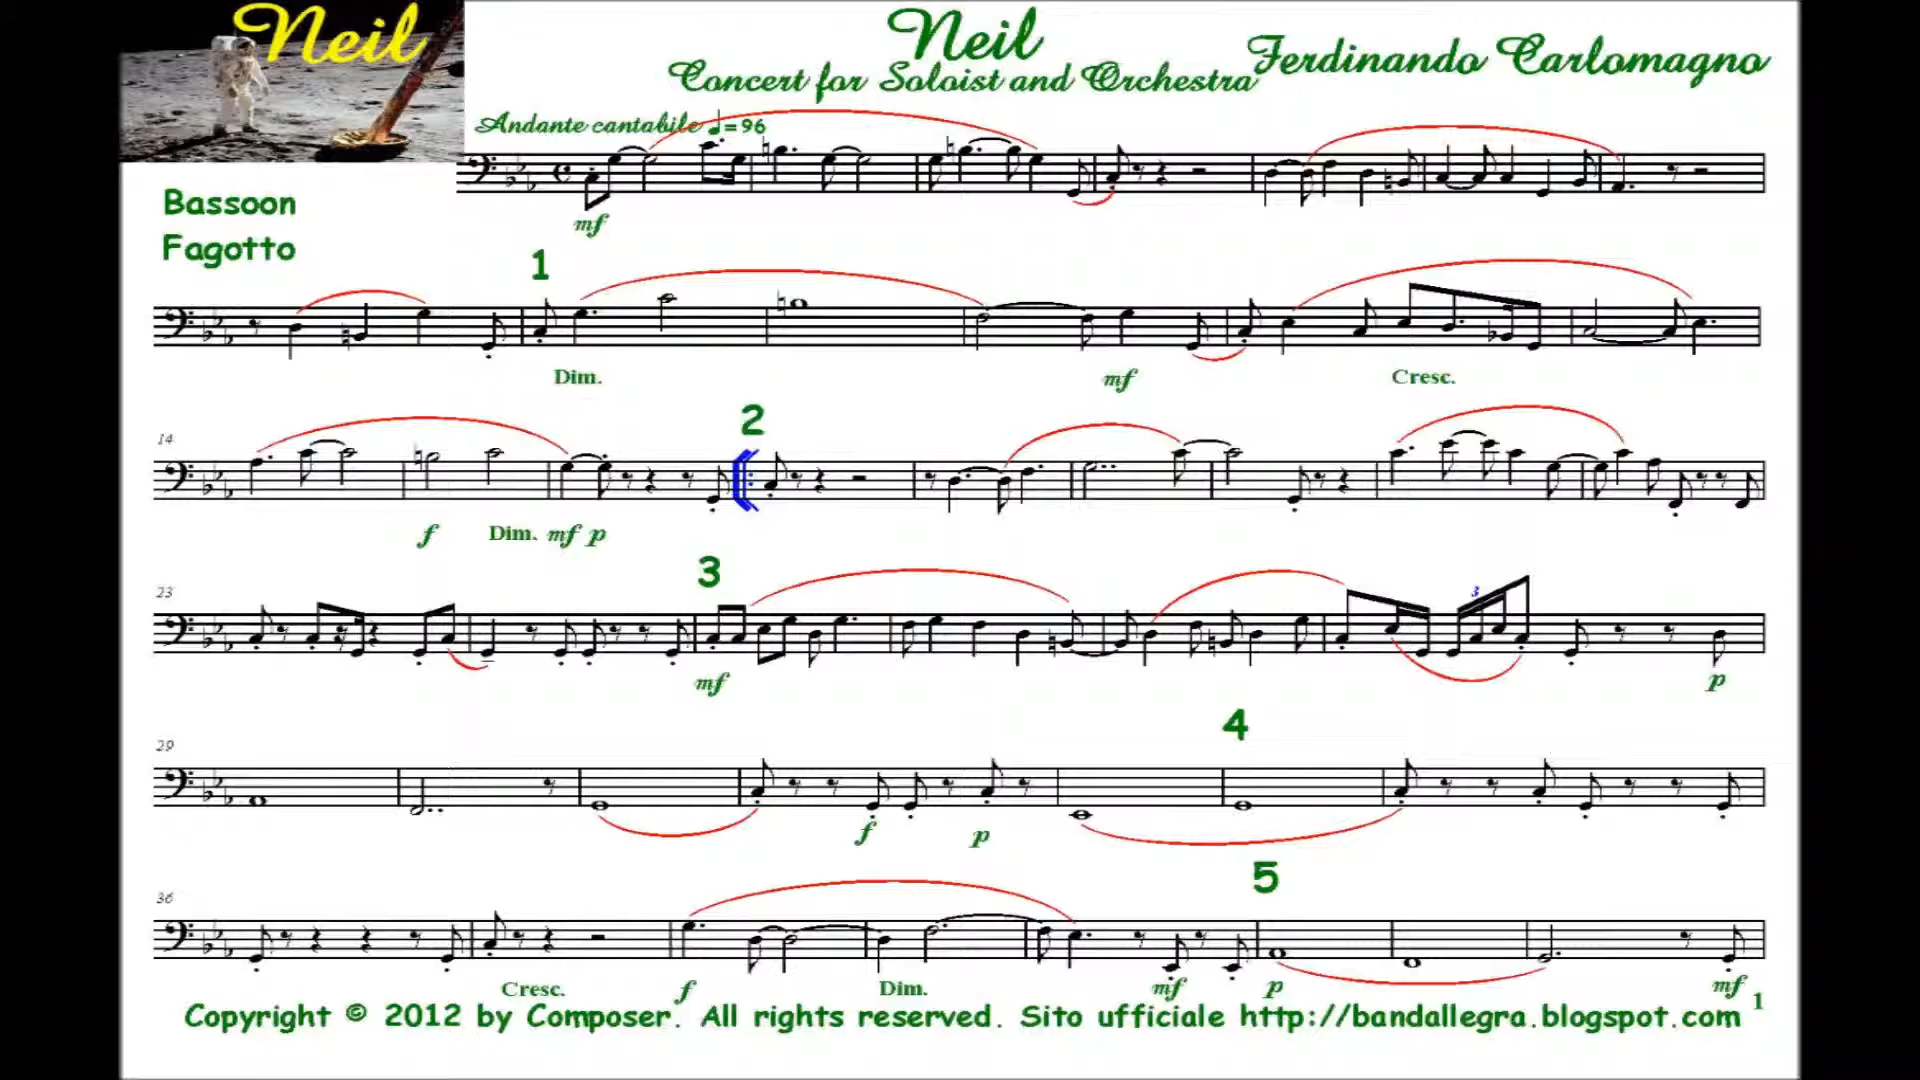 Neil
Neil
Concert for Soloist and Orchestra
Ferdinando Carlomagno
Andante cantabile ♩=96
Bassoon
Fagotto
mf
1
Dim. mf Cresc.
2
14
f Dim. mf p
3
23
3
mf p
4
29
f p
5
36
Cresc. f Dim. mf p mf
Copyright © 2012 by Composer. All rights reserved. Sito ufficiale http://bandallegra.blogspot.com 1